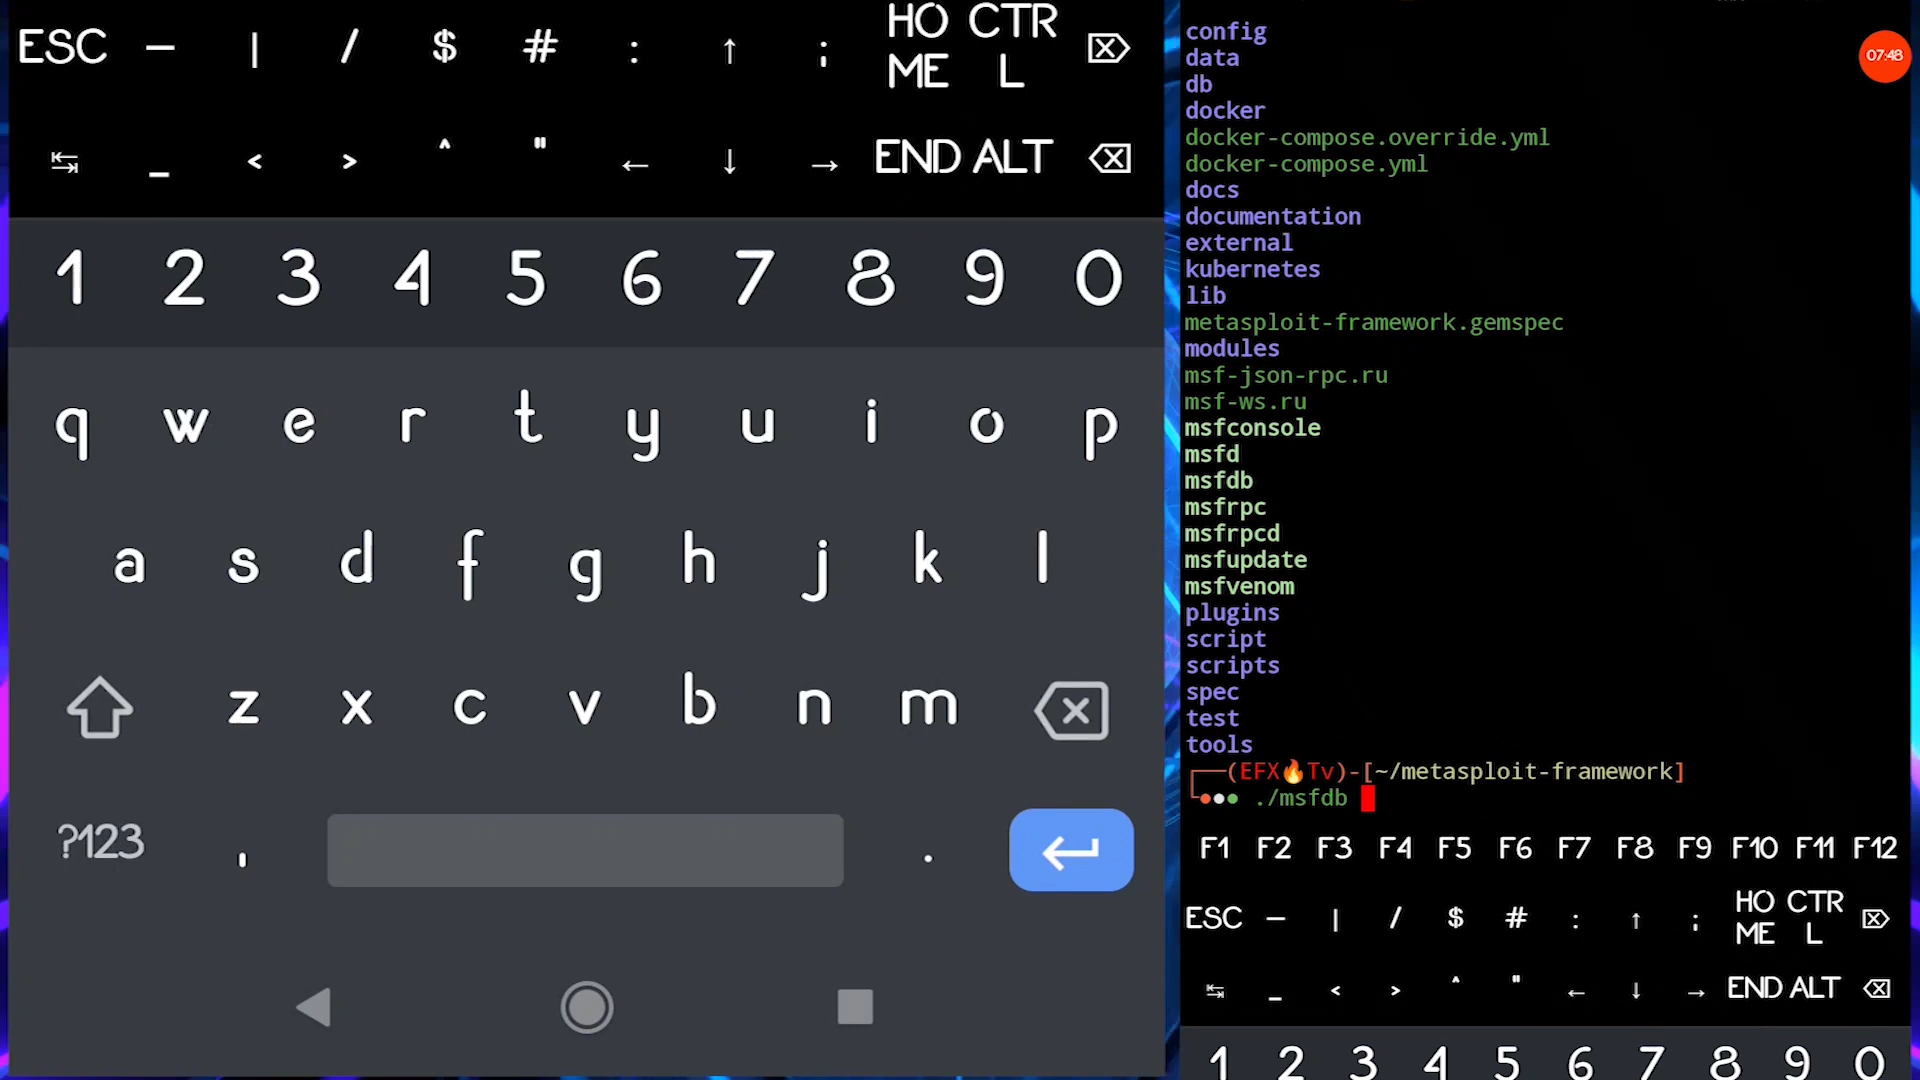 ESC — | / $ # : ↑ ; HO CTR
ME L
_ < > ^ " ← ↓ → END ALT
1 2 3 4 5 6 7 8 9 0
q w e r t y u i o p
a s d f g h j k l
z x c v b n m
?123 , .
config
data
db
docker
docker-compose.override.yml
docker-compose.yml
docs
documentation
external
kubernetes
lib
metasploit-framework.gemspec
modules
msf-json-rpc.ru
msf-ws.ru
msfconsole
msfd
msfdb
msfrpc
msfrpcd
msfupdate
msfvenom
plugins
script
scripts
spec
test
tools
┌──(EFX🔥Tv)-[~/metasploit-framework]
└●●● ./msfdb
F1 F2 F3 F4 F5 F6 F7 F8 F9 F10 F11 F12
ESC — | / $ # : ↑ ; HO CTR
ME L
_ < > ^ " ← ↓ → END ALT
1 2 3 4 5 6 7 8 9 0
07:48